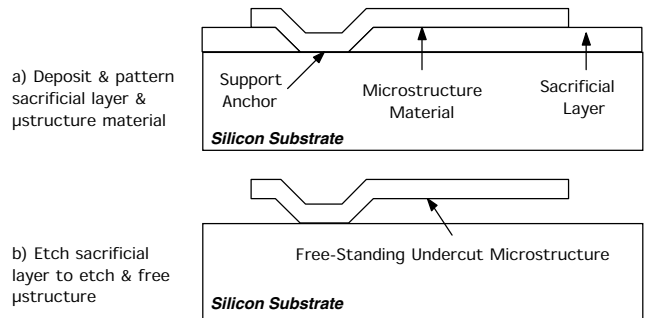 a) Deposit & pattern
sacrificial layer &
µstructure material
Support
Anchor
Microstructure
Material
Sacrificial
Layer
Silicon Substrate
b) Etch sacrificial
layer to etch & free
µstructure
Free-Standing Undercut Microstructure
Silicon Substrate